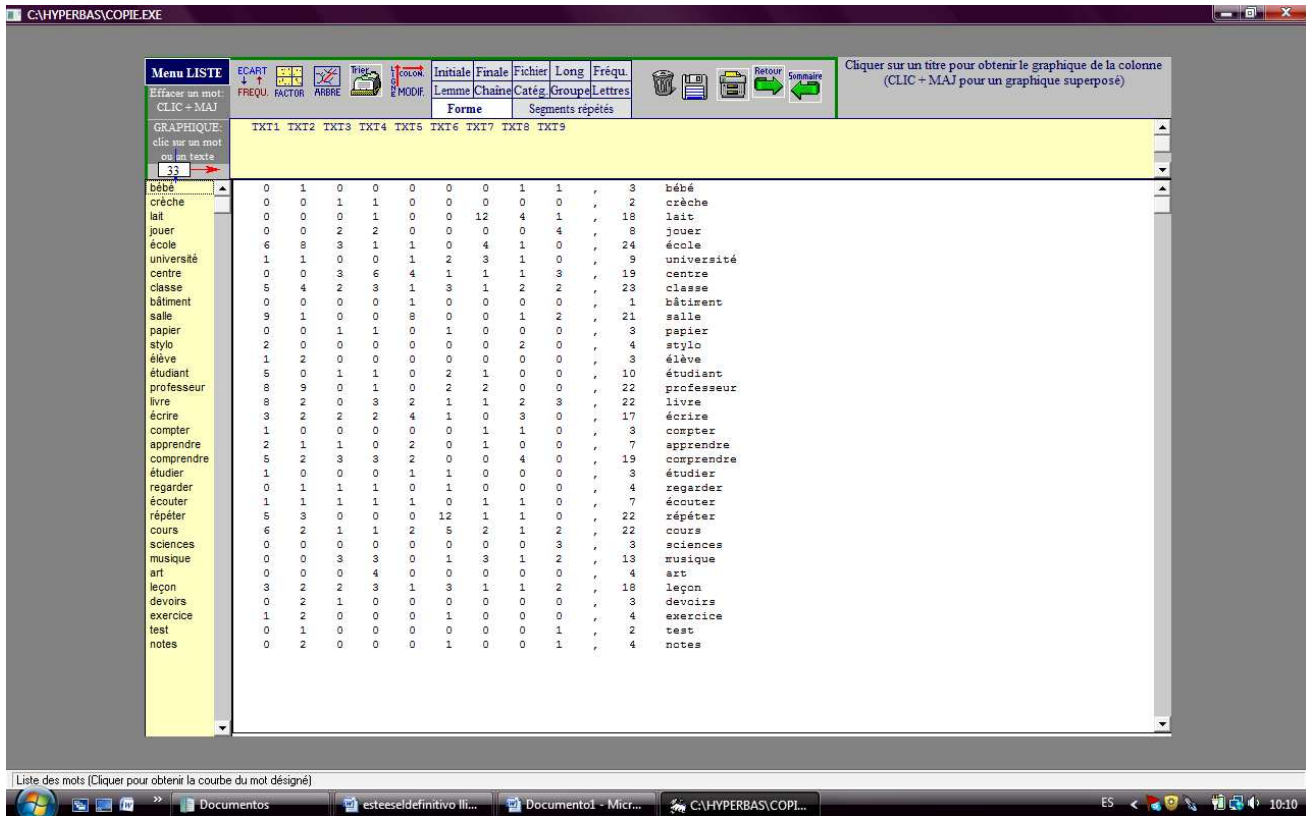 C:\HYPERBAS\COPIE.EXE
Menu LISTE
Effacer un mot:
CLIC + MAJ
GRAPHIQUE:
clic sur un mot
ou un texte
33
ECART
FREQU.
FACTOR
ARBRE
Trier
LIGNE
COLON.
MODIF.
Initiale Finale Fichier Long Fréqu.
Lemme Chaîne Catég. Groupe Lettres
Forme Segments répétés
Retour
Sommaire
Cliquer sur un titre pour obtenir le graphique de la colonne
(CLIC + MAJ pour un graphique superposé)
TXT1 TXT2 TXT3 TXT4 TXT5 TXT6 TXT7 TXT8 TXT9
bébé 0 1 0 0 0 0 0 1 1 , 3 bébé
crèche 0 0 1 1 0 0 0 0 0 , 2 crèche
lait 0 0 0 1 0 0 12 4 1 , 18 lait
jouer 0 0 2 2 0 0 0 0 4 , 8 jouer
école 6 8 3 1 1 0 4 1 0 , 24 école
université 1 1 0 0 1 2 3 1 0 , 9 université
centre 0 0 3 6 4 1 1 1 3 , 19 centre
classe 5 4 2 3 1 3 1 2 2 , 23 classe
bâtiment 0 0 0 0 1 0 0 0 0 , 1 bâtiment
salle 9 1 0 0 8 0 0 1 2 , 21 salle
papier 0 0 1 1 0 1 0 0 0 , 3 papier
stylo 2 0 0 0 0 0 0 2 0 , 4 stylo
élève 1 2 0 0 0 0 0 0 0 , 3 élève
étudiant 5 0 1 1 0 2 1 0 0 , 10 étudiant
professeur 8 9 0 1 0 2 2 0 0 , 22 professeur
livre 8 2 0 3 2 1 1 2 3 , 22 livre
écrire 3 2 2 2 4 1 0 3 0 , 17 écrire
compter 1 0 0 0 0 0 1 1 0 , 3 compter
apprendre 2 1 1 0 2 0 1 0 0 , 7 apprendre
comprendre 5 2 3 3 2 0 0 4 0 , 19 comprendre
étudier 1 0 0 0 1 1 0 0 0 , 3 étudier
regarder 0 1 1 1 0 1 0 0 0 , 4 regarder
écouter 1 1 1 1 1 0 1 1 0 , 7 écouter
répéter 5 3 0 0 0 12 1 1 0 , 22 répéter
cours 6 2 1 1 2 5 2 1 2 , 22 cours
sciences 0 0 0 0 0 0 0 0 3 , 3 sciences
musique 0 0 3 3 0 1 3 1 2 , 13 musique
art 0 0 0 4 0 0 0 0 0 , 4 art
leçon 3 2 2 3 1 3 1 1 2 , 18 leçon
devoirs 0 2 1 0 0 0 0 0 0 , 3 devoirs
exercice 1 2 0 0 0 1 0 0 0 , 4 exercice
test 0 1 0 0 0 0 0 0 1 , 2 test
notes 0 2 0 0 0 1 0 0 1 , 4 notes
Liste des mots (Cliquer pour obtenir la courbe du mot désigné)
Documentos
esteeseldefinitivo lli...
Documento1 - Micr...
C:\HYPERBAS\COPI...
ES
10:10